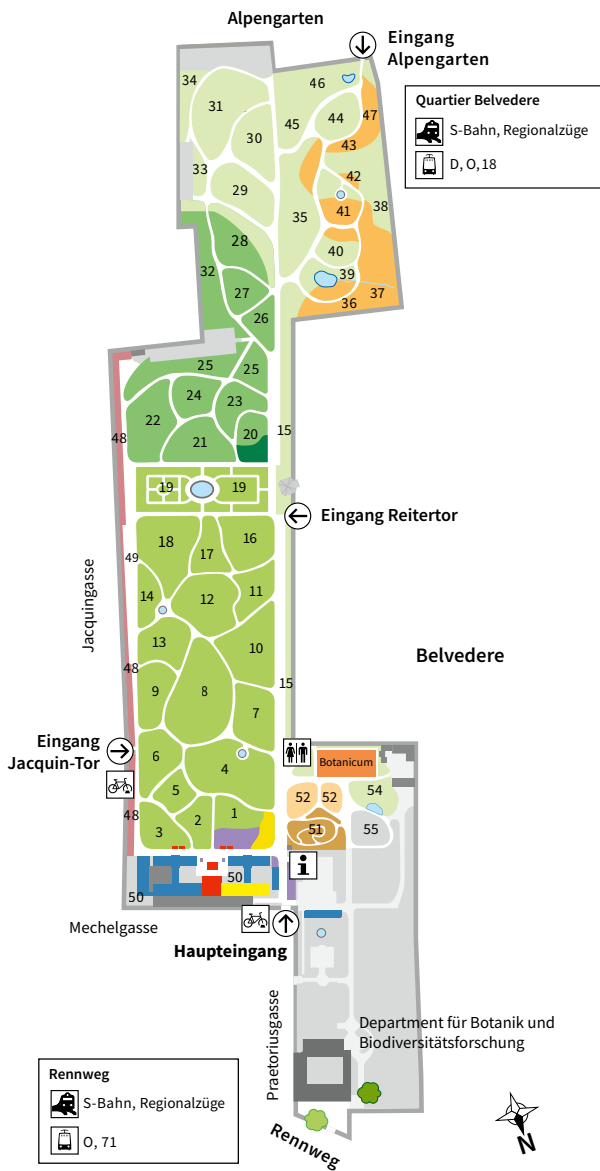 Alpengarten
Eingang
Alpengarten
Quartier Belvedere
S-Bahn, Regionalzüge
D, O, 18
34
31
30
33
29
28
32
27
26
46
44
47
45
43
42
41
35
38
40
39
37
36
25
25
24
23
22
21
20
15
48
19
19
Eingang Reitertor
18
17
16
49
14
12
11
13
10
Jacquingasse
Belvedere
48
9
8
7
15
Eingang
Jacquin-Tor
6
4
5
Botanicum
52
52
54
48
3
2
1
51
55
50
50
i
Mechelgasse
Haupteingang
Praetoriusgasse
Department für Botanik und
Biodiversitätsforschung
Rennweg
S-Bahn, Regionalzüge
O, 71
Rennweg
N